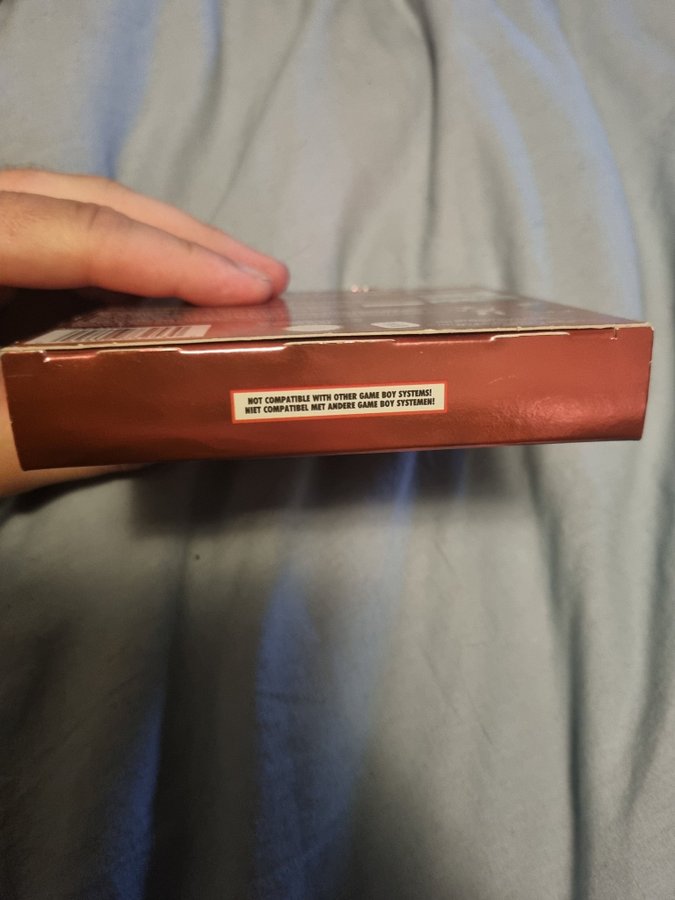 NOT COMPATIBLE WITH OTHER GAME BOY SYSTEMS!
NIET COMPATIBEL MET ANDERE GAME BOY SYSTEMEN!